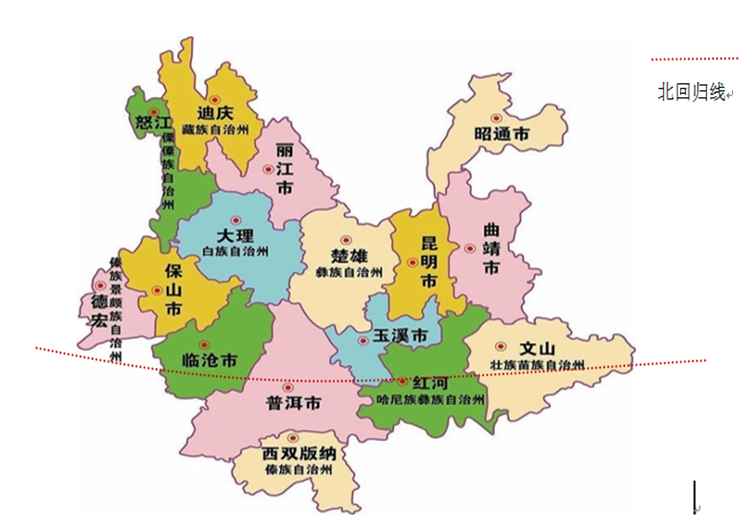 北回归线
迪庆
藏族自治州
怒江
傈僳族自治州
丽江市
昭通市
大理
白族自治州
楚雄
彝族自治州
昆明市
曲靖市
保山市
德宏
傣族景颇族自治州
临沧市
玉溪市
文山
壮族苗族自治州
红河
哈尼族彝族自治州
普洱市
西双版纳
傣族自治州